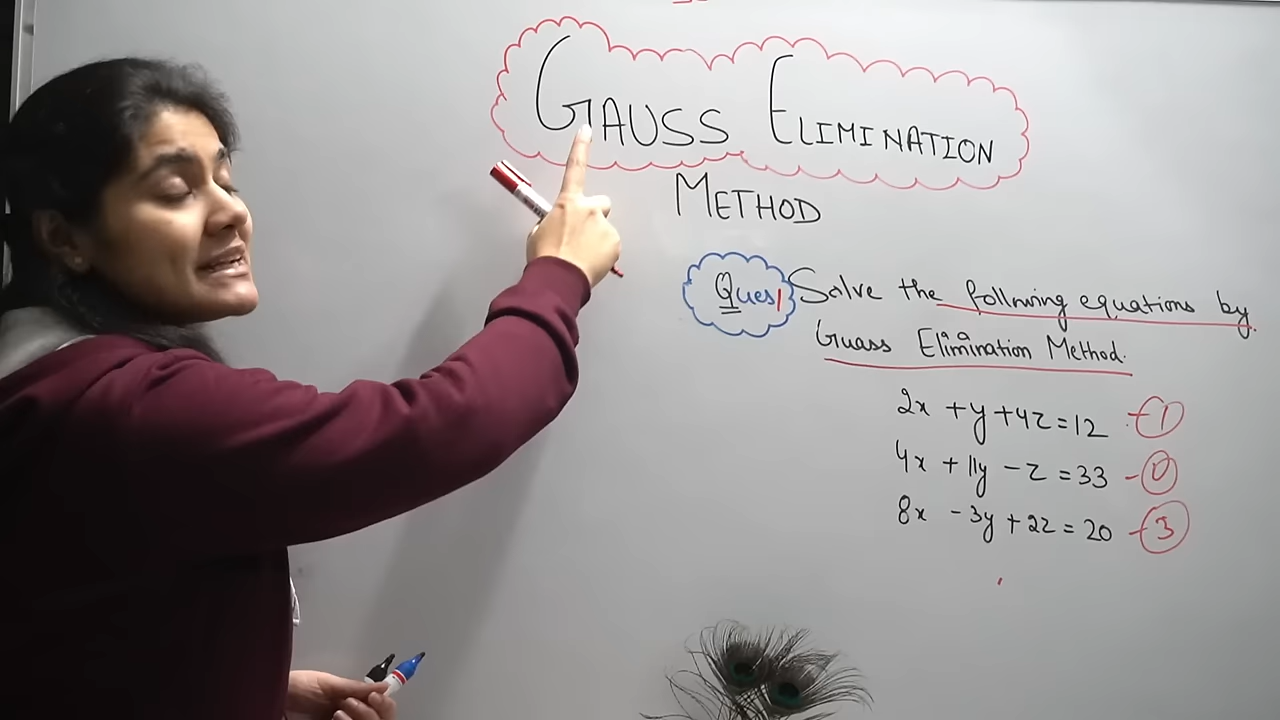 GAUSS ELIMINATION
METHOD
Ques1 Solve the following equations by
Guass Elimination Method.
2x + y + 4z = 12 - 1
4x + 11y - z = 33 -
8x - 3y + 2z = 20 - 3